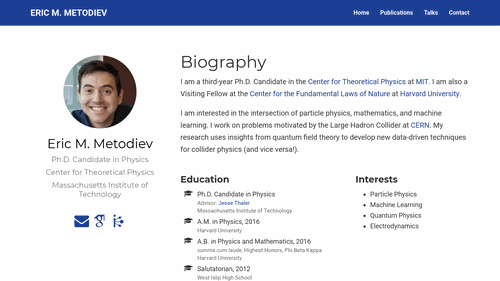 ERIC M. METODIEV
Home Publications Talks Contact
Biography
I am a third-year Ph.D. Candidate in the Center for Theoretical Physics at MIT. I am also a
Visiting Fellow at the Center for the Fundamental Laws of Nature at Harvard University.
I am interested in the intersection of particle physics, mathematics, and machine
learning. I work on problems motivated by the Large Hadron Collider at CERN. My
research uses insights from quantum field theory to develop new data-driven techniques
for collider physics (and vice versa!).
Eric M. Metodiev
Ph.D. Candidate in Physics
Center for Theoretical Physics
Massachusetts Institute of
Technology
Education
Ph.D. Candidate in Physics
Advisor: Jesse Thaler
Massachusetts Institute of Technology
A.M. in Physics, 2016
Harvard University
A.B. in Physics and Mathematics, 2016
summa cum laude, Highest Honors, Phi Beta Kappa
Harvard University
Salutatorian, 2012
West Islip High School
Interests
Particle Physics
Machine Learning
Quantum Physics
Electrodynamics